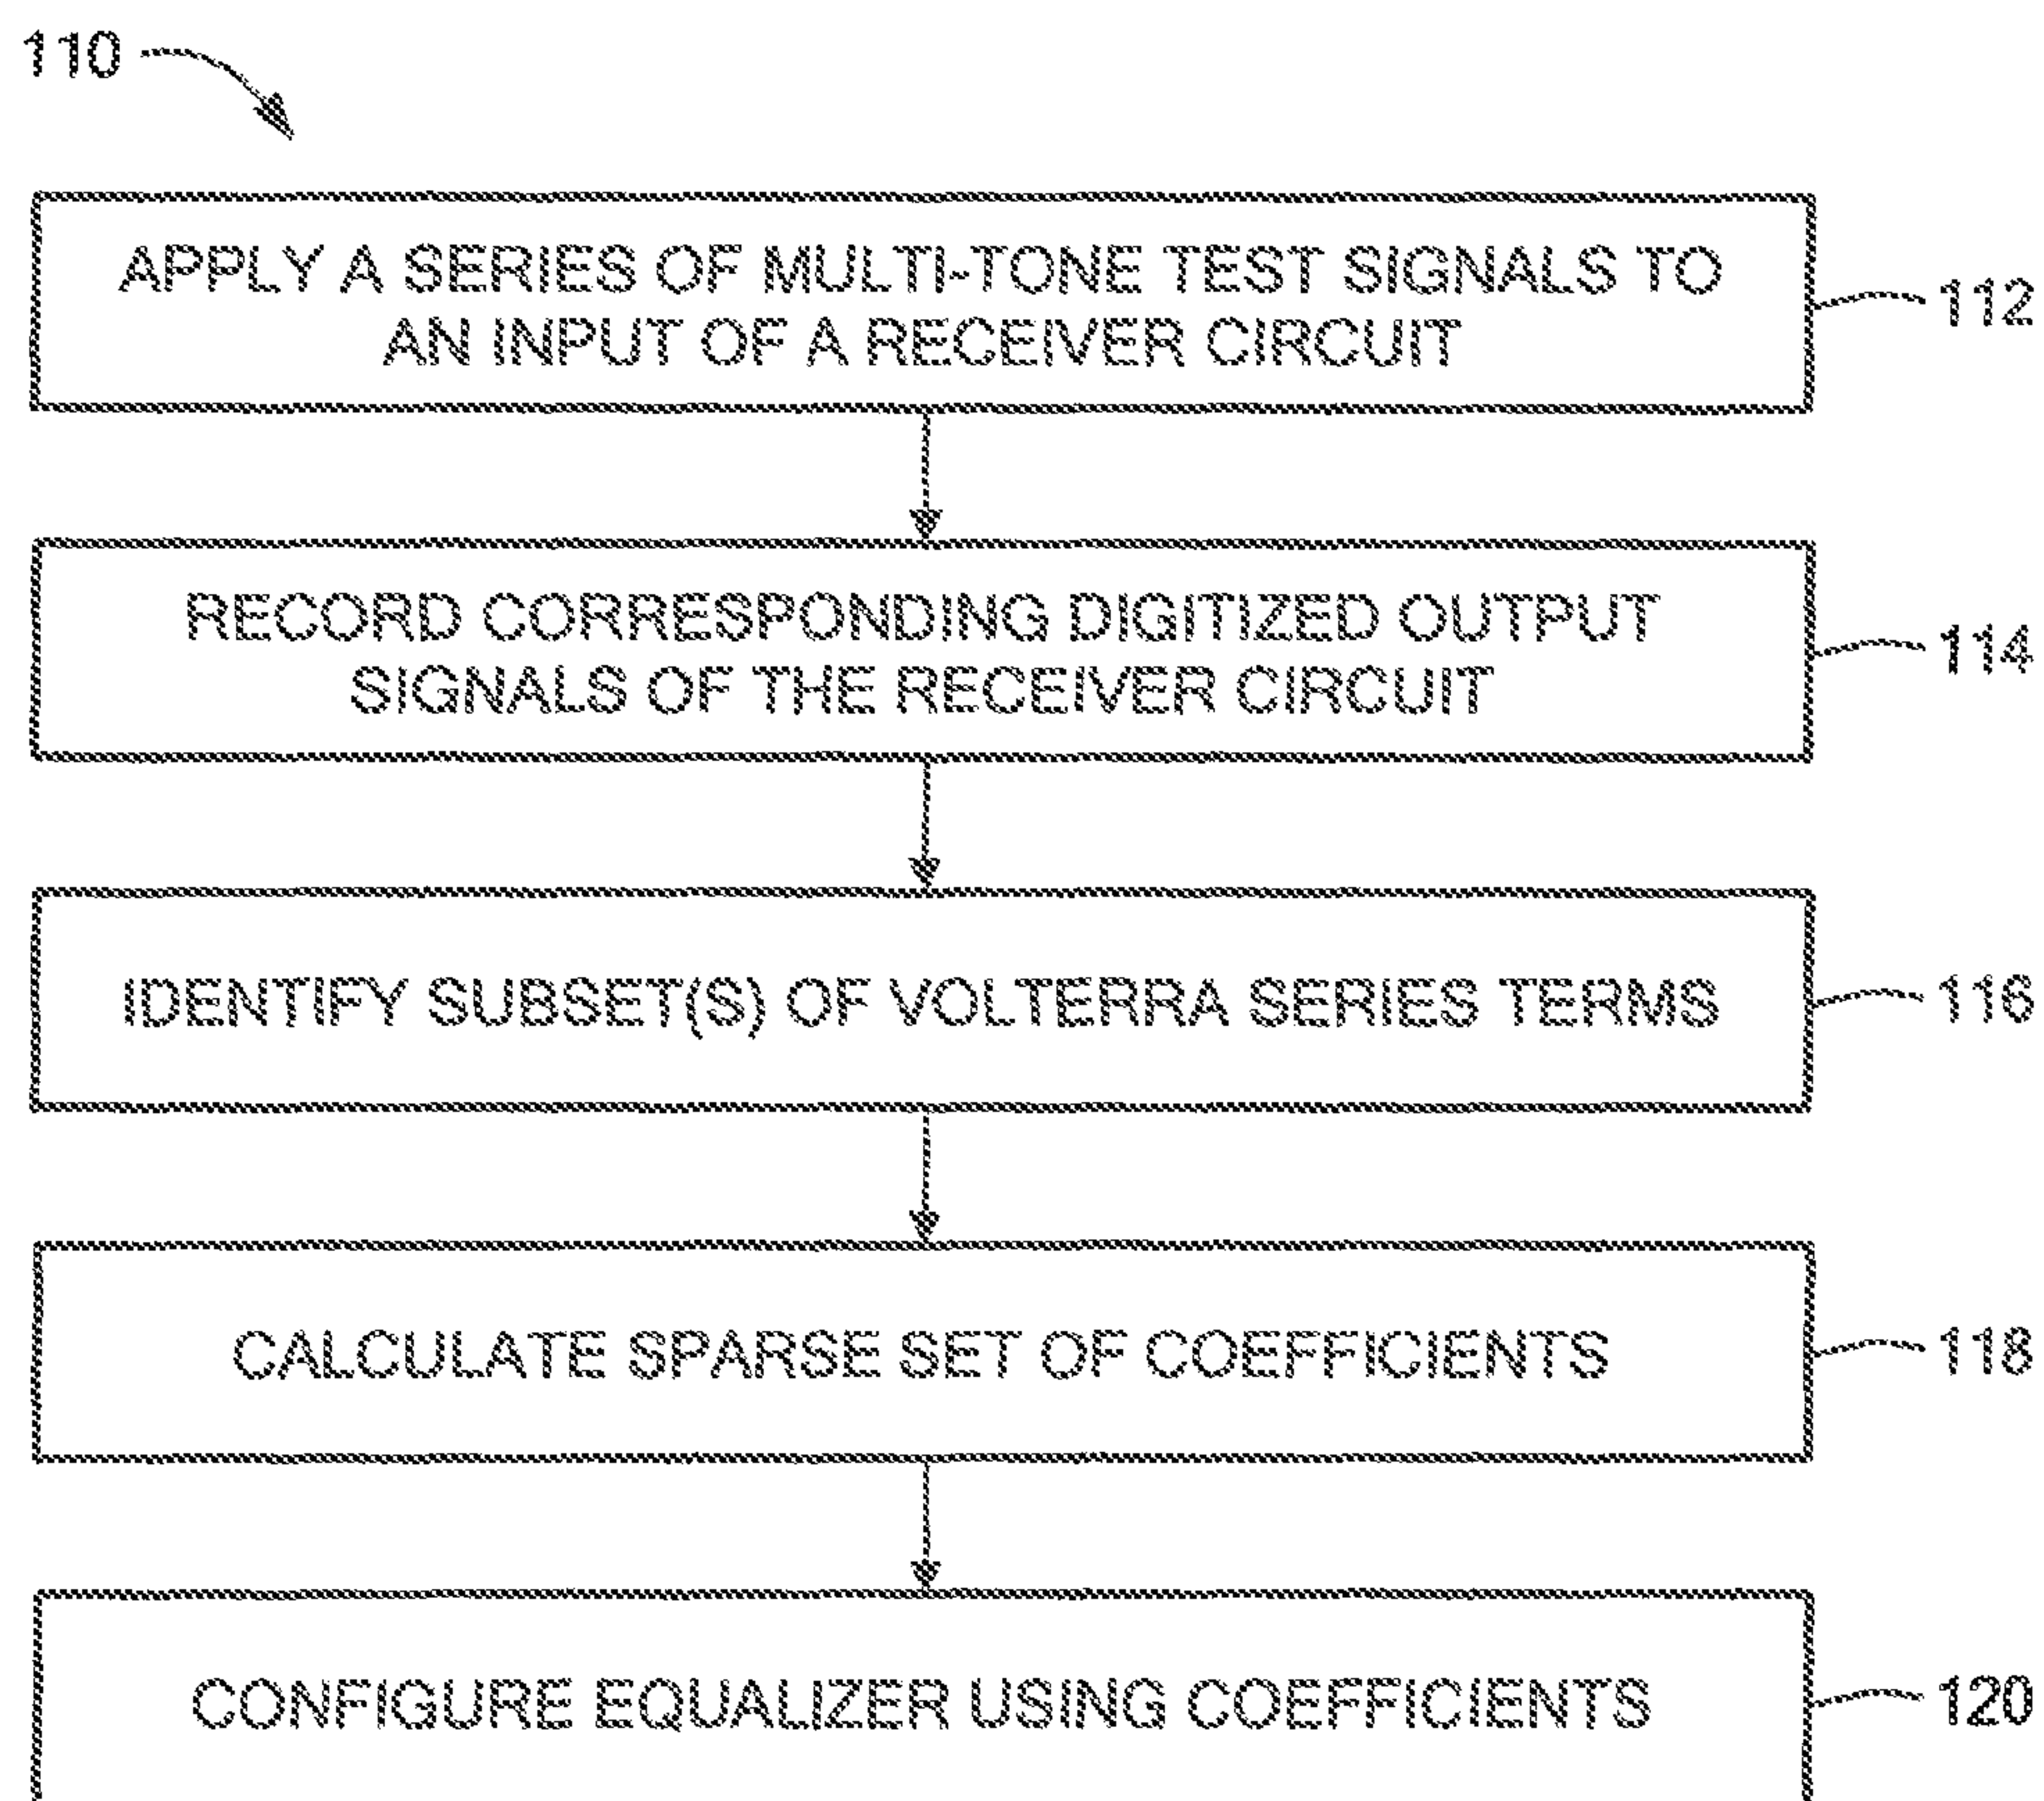 110
APPLY A SERIES OF MULTI-TONE TEST SIGNALS TO
AN INPUT OF A RECEIVER CIRCUIT
112
RECORD CORRESPONDING DIGITIZED OUTPUT
SIGNALS OF THE RECEIVER CIRCUIT
114
IDENTIFY SUBSET(S) OF VOLTERRA SERIES TERMS
116
CALCULATE SPARSE SET OF COEFFICIENTS
118
CONFIGURE EQUALIZER USING COEFFICIENTS
120